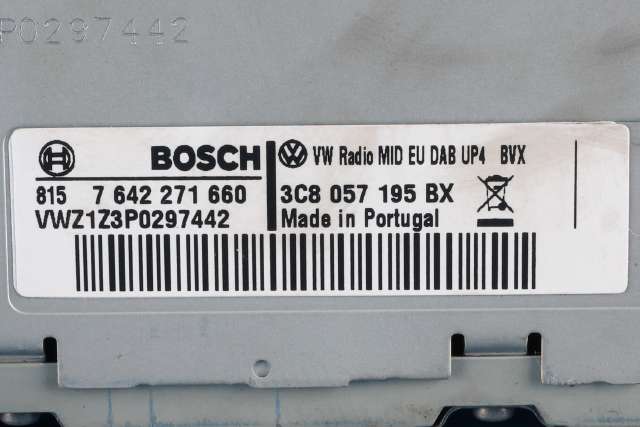 P0297442
BOSCH
815 7 642 271 660
VWZ1Z3P0297442
VW Radio MID EU DAB UP4 BVX
3C8 057 195 BX
Made in Portugal